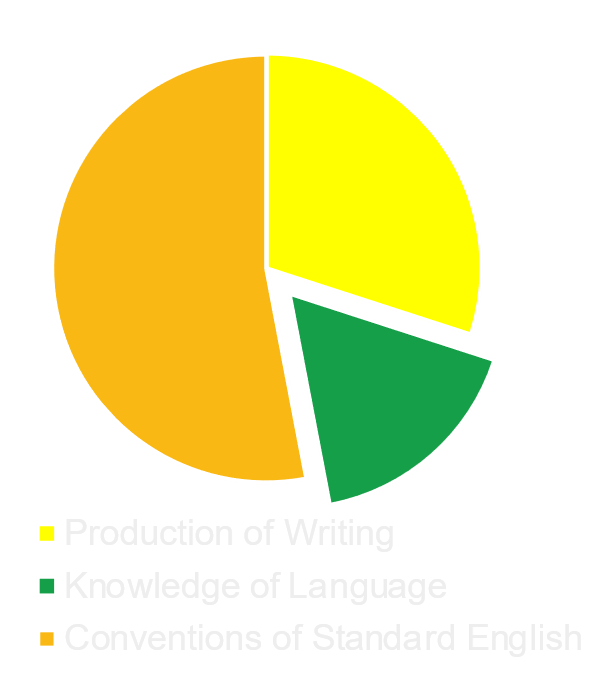 Production of Writing
Knowledge of Language
Conventions of Standard English